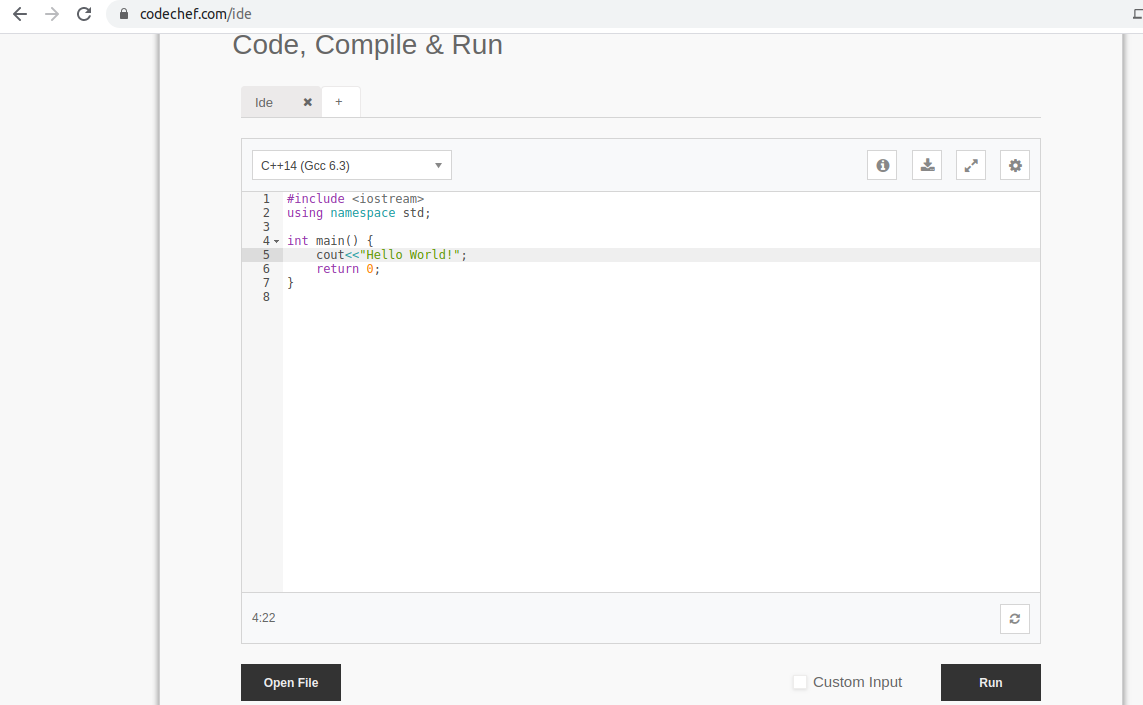 codechef.com/ide
Code, Compile & Run
Ide ✖ +
C++14 (Gcc 6.3)
1 #include <iostream>
2 using namespace std;
3
4 int main() {
5     cout<<"Hello World!";
6     return 0;
7 }
8
4:22
Open File Custom Input Run